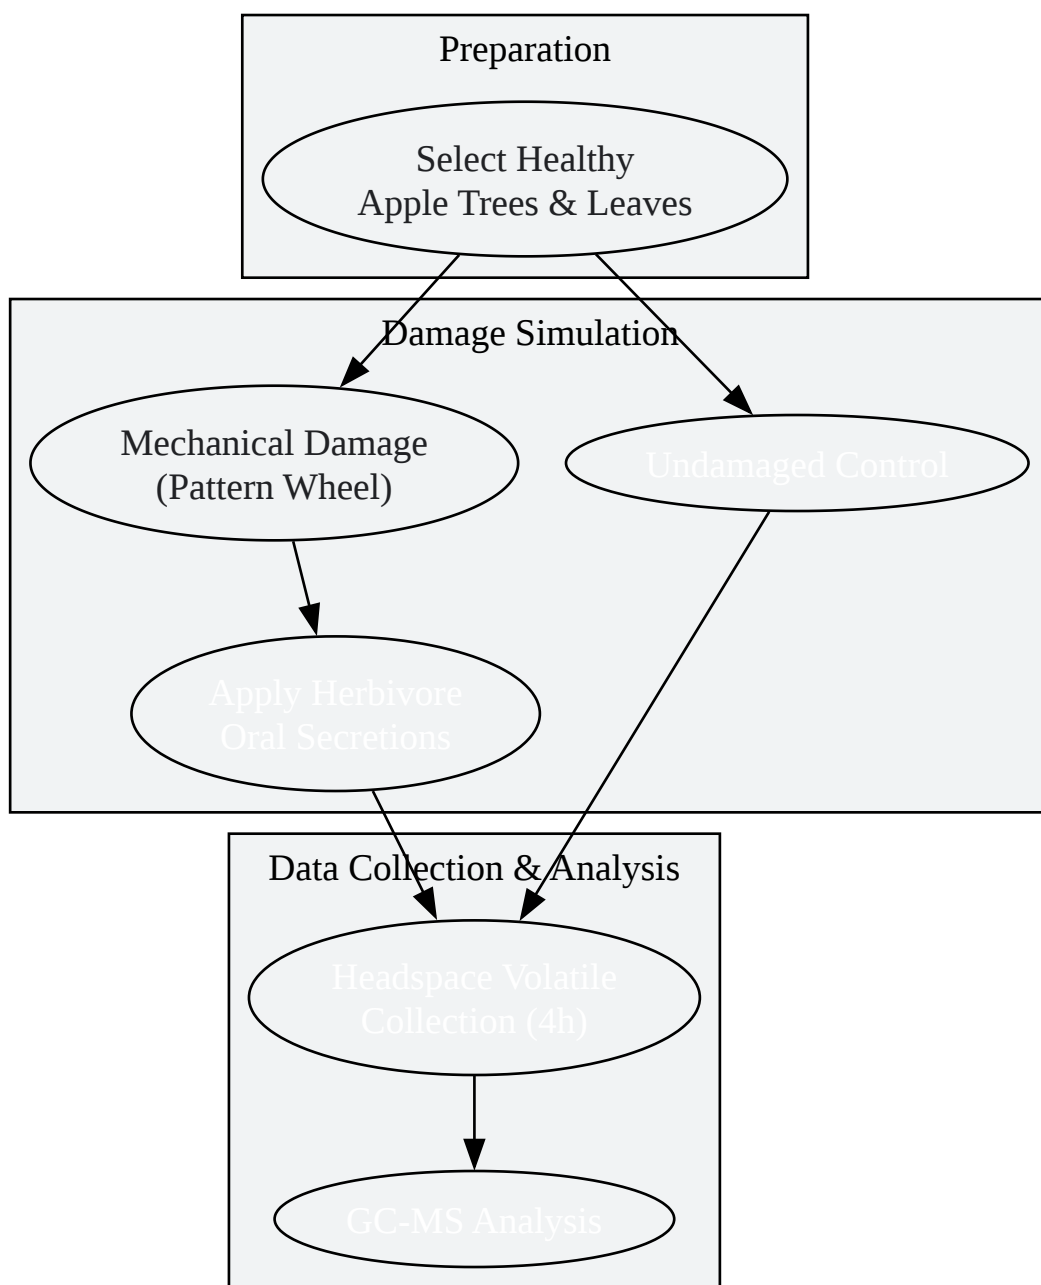 Preparation
Select Healthy
Apple Trees & Leaves
Damage Simulation
Mechanical Damage
(Pattern Wheel)
Undamaged Control
Apply Herbivore
Oral Secretions
Data Collection & Analysis
Headspace Volatile
Collection (4h)
GC-MS Analysis